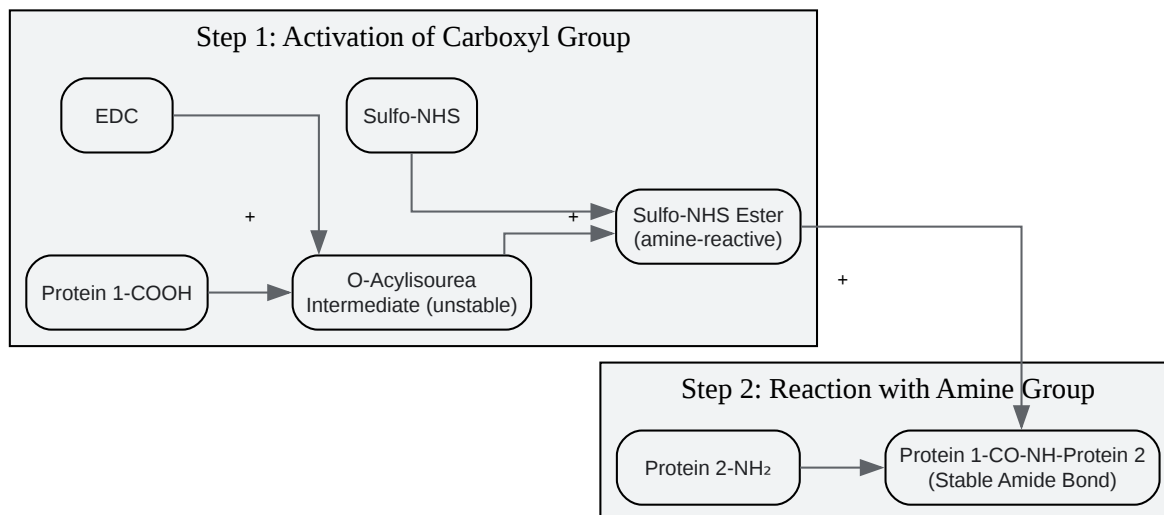 Step 1: Activation of Carboxyl Group
EDC
Sulfo-NHS
+
+
Sulfo-NHS Ester
(amine-reactive)
Protein 1-COOH
O-Acylisourea
Intermediate (unstable)
+
Step 2: Reaction with Amine Group
Protein 2-NH₂
Protein 1-CO-NH-Protein 2
(Stable Amide Bond)